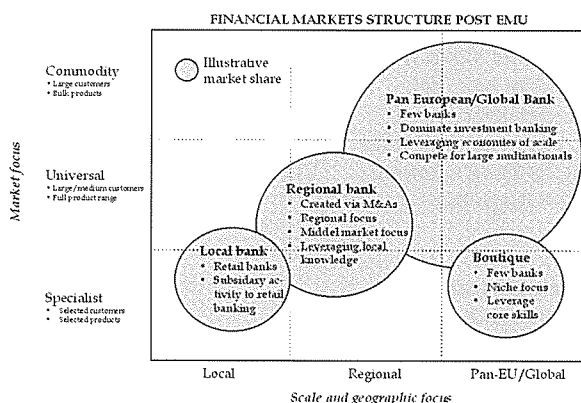 FINANCIAL MARKETS STRUCTURE POST EMU
Illustrative
market share
Commodity
• Large customers
• Bulk products
Pan European/Global Bank
• Few banks
• Dominate investment banking
• Leveraging economies of scale
• Compete for large multinationals
Market focus
Universal
• Large/medium customers
• Full product range
Regional bank
• Created via M&As
• Regional focus
• Middel market focus
• Leveraging local
knowledge
Local bank
• Retail banks
• Subsidary ac-
tivity to retail
banking
Boutique
• Few banks
• Niche focus
• Leverage
core skills
Specialist
• Selected customers
• Selected products
Local
Regional
Pan-EU/Global
Scale and geographic focus